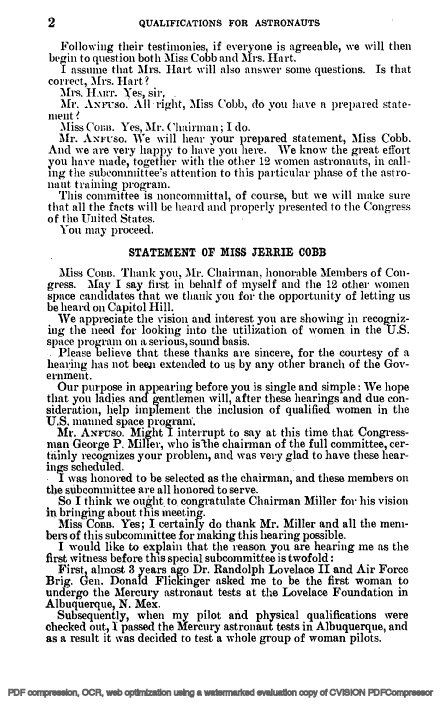 2 QUALIFICATIONS FOR ASTRONAUTS
Following their testimonies, if everyone is agreeable, we will then
begin to question both Miss Cobb and Mrs. Hart.
I assume that Mrs. Hart will also answer some questions. Is that
correct, Mrs. Hart?
Mrs. HART. Yes, sir,
Mr. ANFUSO. All right, Miss Cobb, do you have a prepared state-
ment?
Miss COBB. Yes, Mr. Chairman; I do.
Mr. ANFUSO. We will hear your prepared statement, Miss Cobb.
And we are very happy to have you here. We know the great effort
you have made, together with the other 12 women astronauts, in call-
ing the subcommittee's attention to this particular phase of the astro-
naut training program.
This committee is noncommittal, of course, but we will make sure
that all the facts will be heard and properly presented to the Congress
of the United States.
You may proceed.
STATEMENT OF MISS JERRIE COBB
Miss COBB. Thank you, Mr. Chairman, honorable Members of Con-
gress. May I say first in behalf of myself and the 12 other women
space candidates that we thank you for the opportunity of letting us
be heard on Capitol Hill.
We appreciate the vision and interest you are showing in recogniz-
ing the need for looking into the utilization of women in the U.S.
space program on a serious, sound basis.
Please believe that these thanks are sincere, for the courtesy of a
hearing has not been extended to us by any other branch of the Gov-
ernment.
Our purpose in appearing before you is single and simple: We hope
that you ladies and gentlemen will, after these hearings and due con-
sideration, help implement the inclusion of qualified women in the
U.S. manned space program.
Mr. ANFUSO. Might I interrupt to say at this time that Congress-
man George P. Miller, who is the chairman of the full committee, cer-
tainly recognizes your problem, and was very glad to have these hear-
ings scheduled.
I was honored to be selected as the chairman, and these members on
the subcommittee are all honored to serve.
So I think we ought to congratulate Chairman Miller for his vision
in bringing about this meeting.
Miss COBB. Yes; I certainly do thank Mr. Miller and all the mem-
bers of this subcommittee for making this hearing possible.
I would like to explain that the reason you are hearing me as the
first witness before this special subcommittee is twofold:
First, almost 3 years ago Dr. Randolph Lovelace II and Air Force
Brig. Gen. Donald Flickinger asked me to be the first woman to
undergo the Mercury astronaut tests at the Lovelace Foundation in
Albuquerque, N. Mex.
Subsequently, when my pilot and physical qualifications were
checked out, I passed the Mercury astronaut tests in Albuquerque, and
as a result it was decided to test a whole group of woman pilots.
PDF compression, OCR, web optimization using a watermarked evaluation copy of CVISION PDFCompressor